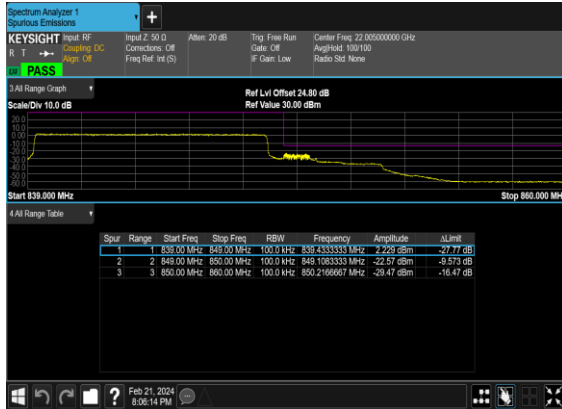 Spectrum Analyzer 1
Spurious Emissions
+
KEYSIGHT Input: RF Input Z: 50 Ω Atten: 20 dB Trig: Free Run Center Freq: 22.005000000 GHz
R T Coupling: DC Corrections: Off Gate: Off Avg|Hold: 100/100
Align: Off Freq Ref: Int (S) IF Gain: Low Radio Std: None
PASS
3 All Range Graph Ref Lvl Offset 24.80 dB
Scale/Div 10.0 dB Ref Value 30.00 dBm
20.0
10.0
0.00
-10.0
-20.0
-30.0
-40.0
-50.0
-60.0
Start 839.000 MHz Stop 860.000 MH
4 All Range Table
Spur Range Start Freq Stop Freq RBW Frequency Amplitude ΔLimit
1 1 839.00 MHz 849.00 MHz 100.0 kHz 839.4333333 MHz 2.229 dBm -27.77 dB
2 2 849.00 MHz 850.00 MHz 100.0 kHz 849.1083333 MHz -22.57 dBm -9.573 dB
3 3 850.00 MHz 860.00 MHz 100.0 kHz 850.2166667 MHz -29.47 dBm -16.47 dB
? Feb 21, 2024
8:06:14 PM